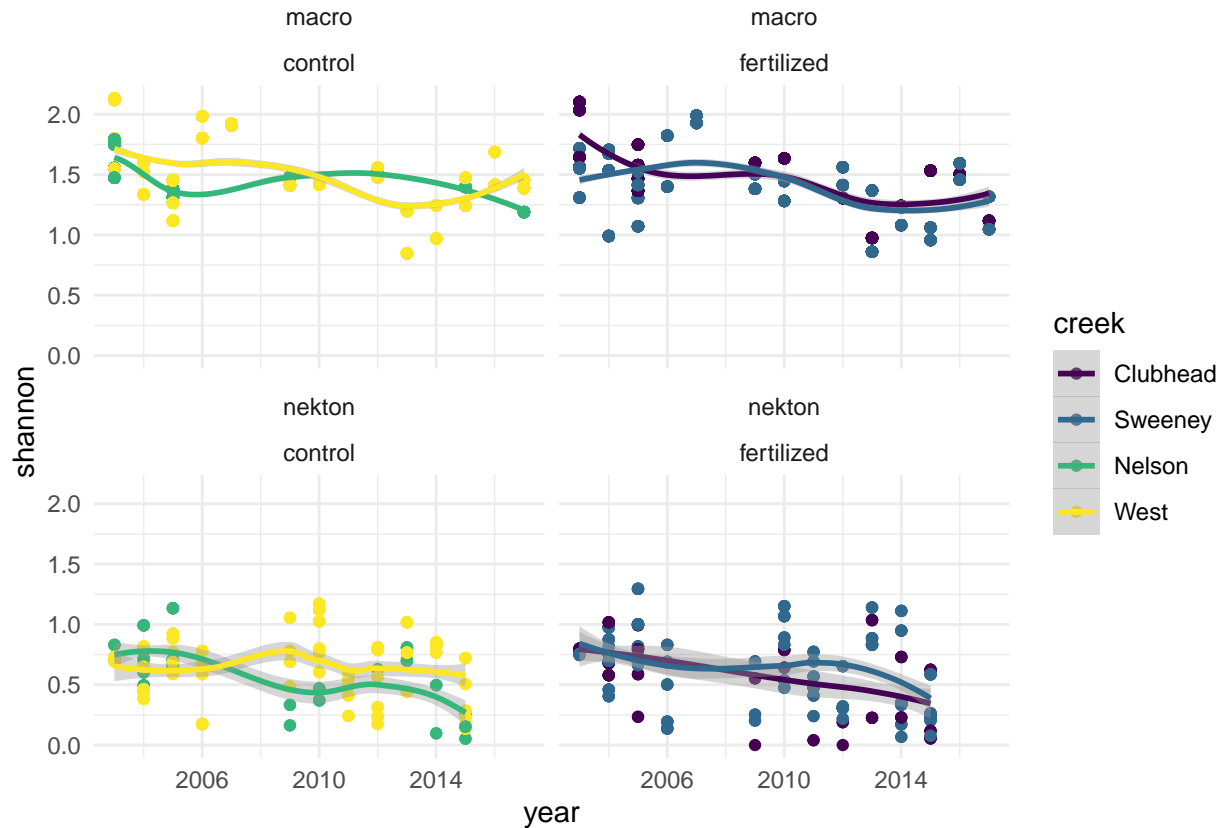 macro
control
macro
fertilized
2.0
1.5
1.0
0.5
0.0
nekton
control
nekton
fertilized
2.0
1.5
1.0
0.5
0.0
2006
2010
2014
2006
2010
2014
year
shannon
creek
Clubhead
Sweeney
Nelson
West